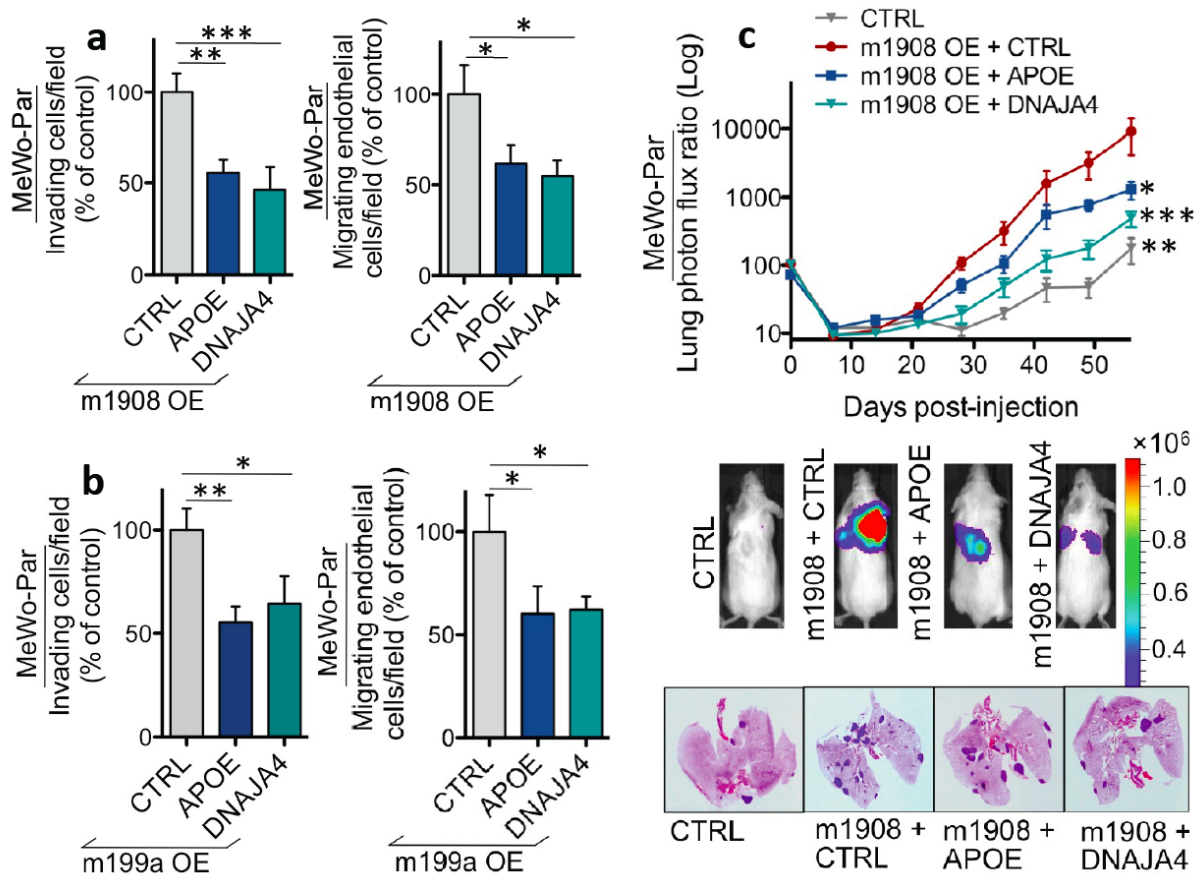 a
MeWo-Par
Invading cells/field
(% of control)
100
50
0
***
**
CTRL
APOE
DNAJA4
m1908 OE
MeWo-Par
Migrating endothelial
cells/field (% of control)
100
50
0
*
*
CTRL
APOE
DNAJA4
m1908 OE
b
MeWo-Par
Invading cells/field
(% of control)
100
50
0
*
**
CTRL
APOE
DNAJA4
m199a OE
MeWo-Par
Migrating endothelial
cells/field (% of control)
100
50
0
*
*
CTRL
APOE
DNAJA4
m199a OE
c
CTRL
m1908 OE + CTRL
m1908 OE + APOE
m1908 OE + DNAJA4
MeWo-Par
Lung photon flux ratio (Log)
10000
1000
100
10
*
***
**
0 10 20 30 40 50
Days post-injection
CTRL
m1908 + CTRL
m1908 + APOE
m1908 + DNAJA4
×10⁶
1.0
0.8
0.6
0.4
CTRL
m1908 +
CTRL
m1908 +
APOE
m1908 +
DNAJA4